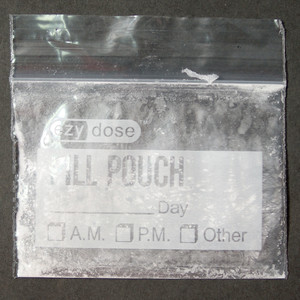 ezy dose
PILL POUCH
Day
A.M. P.M. Other